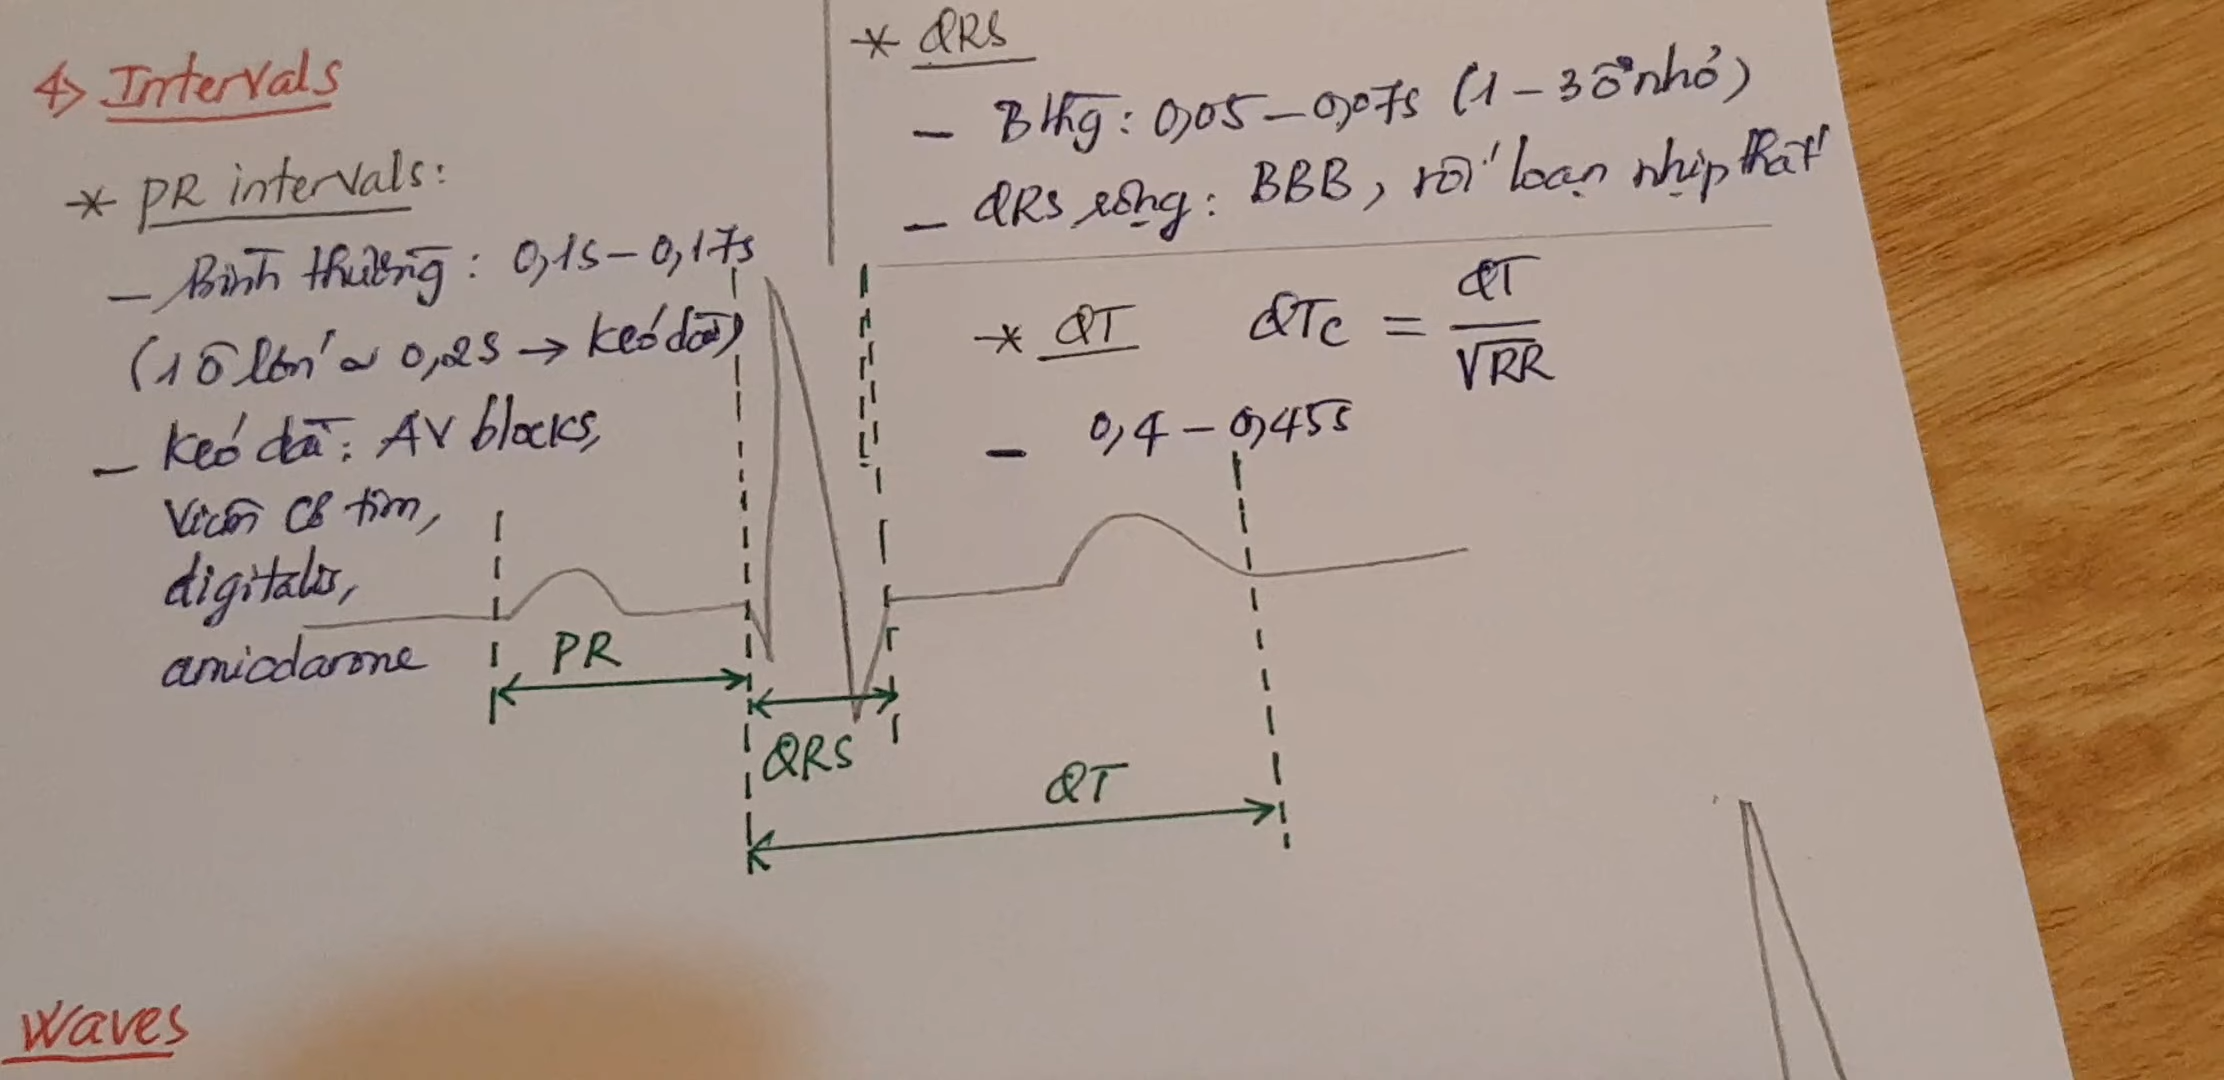 4> Intervals
* PR intervals:
- Bình thường: 0,1s - 0,17s
(1 ô lớn ~ 0,2s → kéo dài)
- Kéo dài: AV blocks,
Viêm cơ tim,
digitalis,
amiodarone
* QRS
- Bthg: 0,05 - 0,07s (1 - 3 ô nhỏ)
- QRS rộng: BBB, rối loạn nhịp thất
* QT QTc = QT / √RR
- 0,4 - 0,45s
PR
QRS
QT
Waves